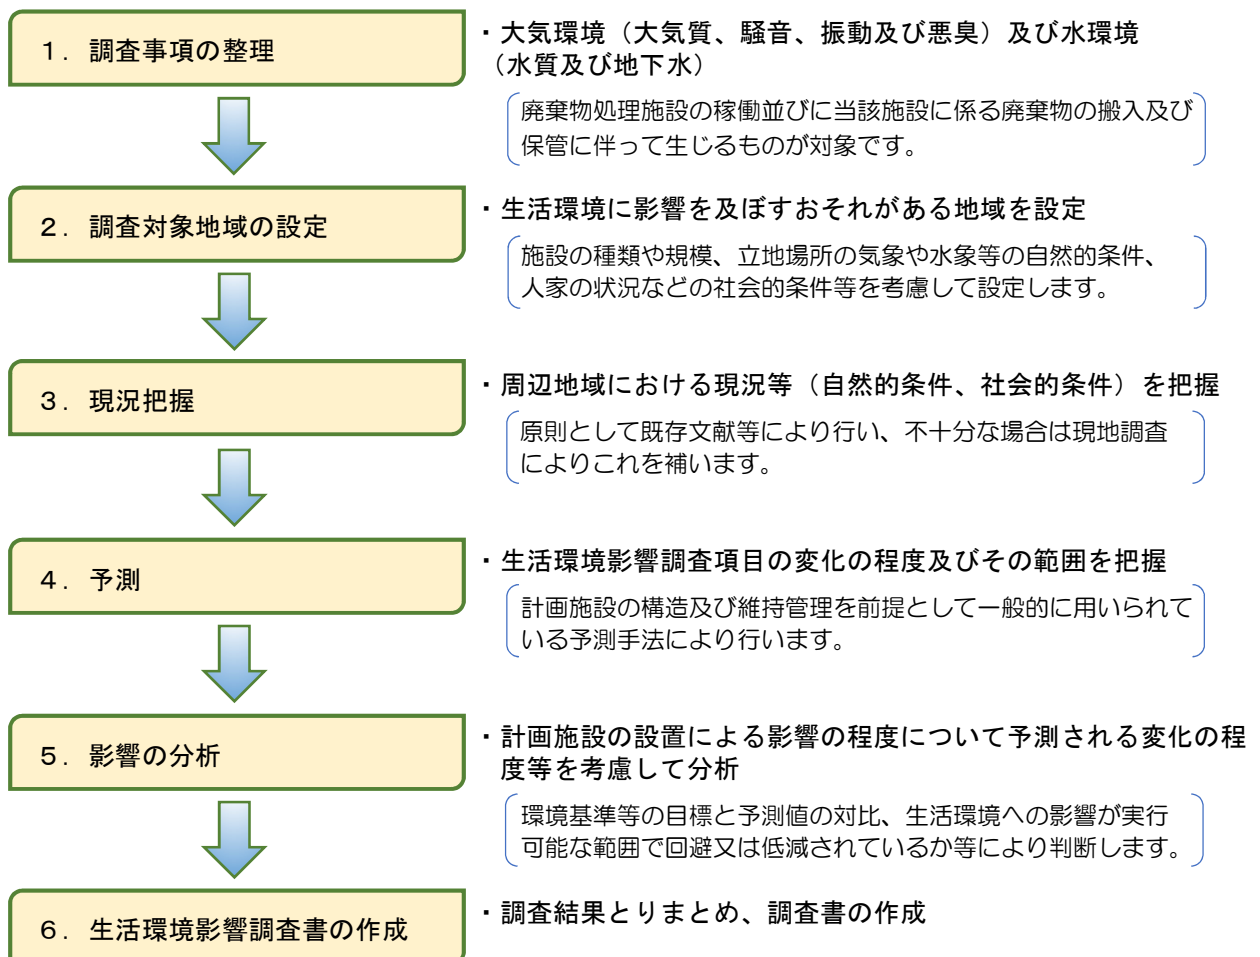 １．調査事項の整理
・大気環境（大気質、騒音、振動及び悪臭）及び水環境
（水質及び地下水）
廃棄物処理施設の稼働並びに当該施設に係る廃棄物の搬入及び
保管に伴って生じるものが対象です。
２．調査対象地域の設定
・生活環境に影響を及ぼすおそれがある地域を設定
施設の種類や規模、立地場所の気象や水象等の自然的条件、
人家の状況などの社会的条件等を考慮して設定します。
３．現況把握
・周辺地域における現況等（自然的条件、社会的条件）を把握
原則として既存文献等により行い、不十分な場合は現地調査
によりこれを補います。
４．予測
・生活環境影響調査項目の変化の程度及びその範囲を把握
計画施設の構造及び維持管理を前提として一般的に用いられて
いる予測手法により行います。
５．影響の分析
・計画施設の設置による影響の程度について予測される変化の程
度等を考慮して分析
環境基準等の目標と予測値の対比、生活環境への影響が実行
可能な範囲で回避又は低減されているか等により判断します。
６．生活環境影響調査書の作成
・調査結果とりまとめ、調査書の作成